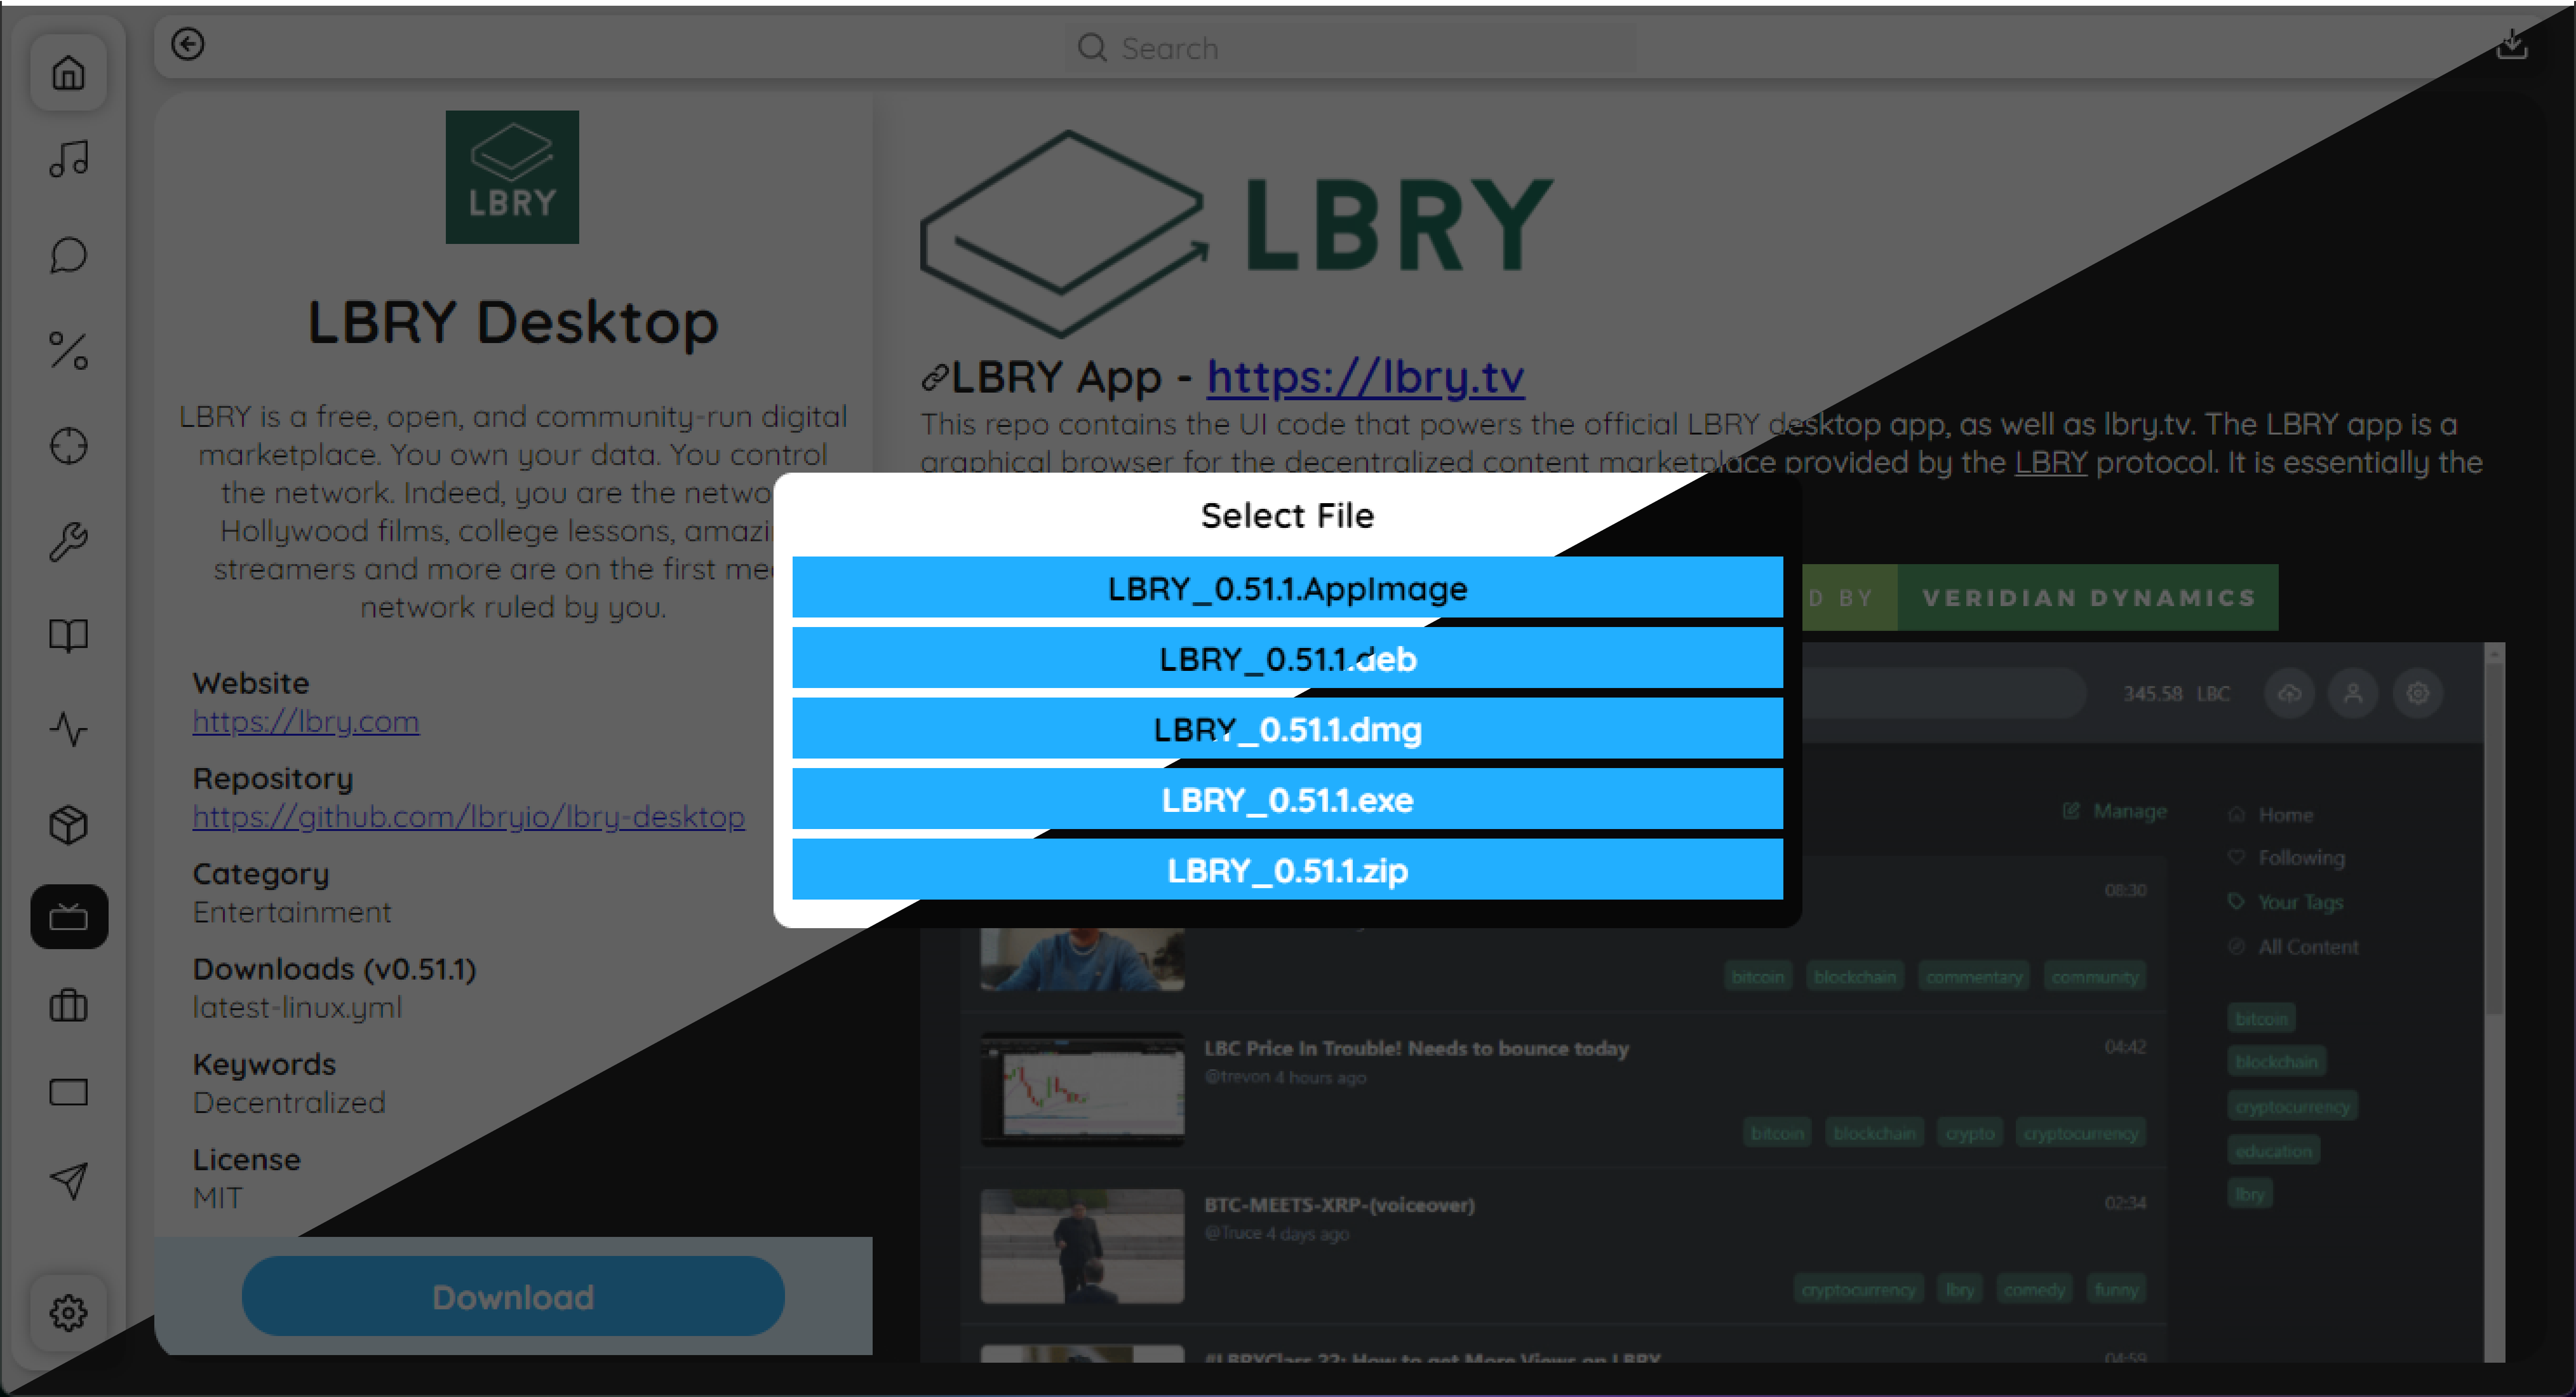 Search
LBRY
LBRY Desktop
LBRY is a free, open, and community-run digital
marketplace. You own your data. You control
the network. Indeed, you are the
Hollywood films, college lessons,
streamers and more are on the first
network ruled by you.
Website
https://lbry.com
Repository
https://github.com/lbryio/lbry-desktop
Category
Entertainment
Downloads (v0.51.1)
latest-linux.yml
Keywords
Decentralized
License
MIT
Download
LBRY
LBRY App - https://lbry.tv
This repo contains the UI code that powers the official LBRY desktop app, as well as lbry.tv. The LBRY app is a
graphical browser for the decentralized content marketplace provided by the LBRY protocol. It is essentially the
Select File
LBRY_0.51.1.AppImage
LBRY_0.51.1.deb
LBRY_0.51.1.dmg
LBRY_0.51.1.exe
LBRY_0.51.1.zip
D BY VERIDIAN DYNAMICS
345.58 LBC
Manage
08:30
bitcoin blockchain commentary community
LBC Price In Trouble! Needs to bounce today
04:42
@trevon 4 hours ago
bitcoin blockchain crypto cryptocurrency
BTC-MEETS-XRP-(voiceover)
02:34
@Truce 4 days ago
cryptocurrency lbry comedy funny
#LBRYClass 22: How to get More Views on LBRY
04:59
Home
Following
Your Tags
All Content
bitcoin
blockchain
cryptocurrency
education
lbry